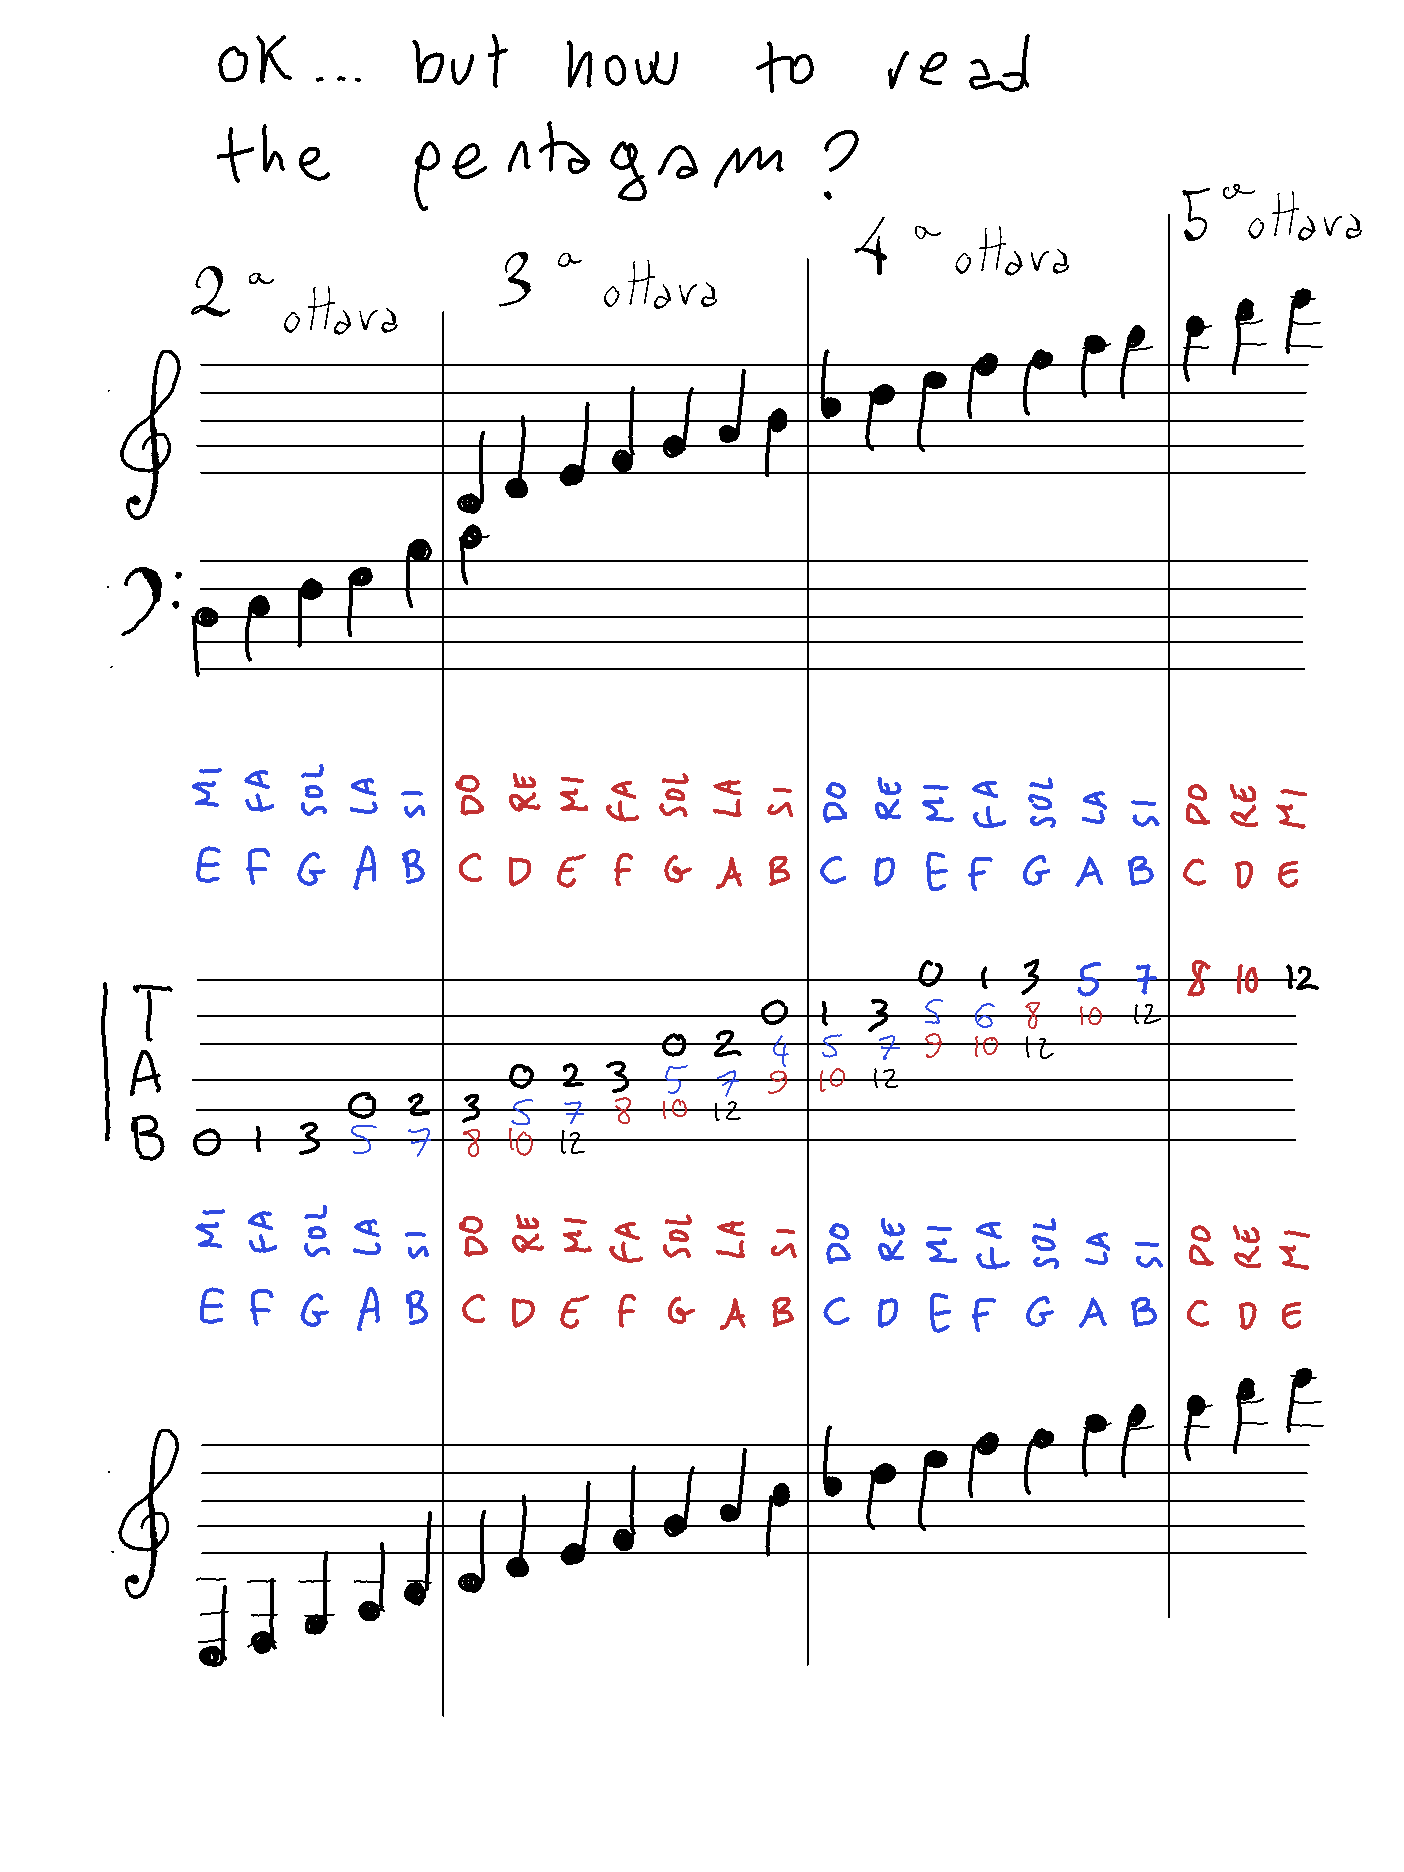 OK... but how to read
the pentagam?
2a ottava 3a ottava 4a ottava 5a ottava
MI FA SOL LA SI DO RE MI FA SOL LA SI DO RE MI FA SOL LA SI DO RE MI
E F G A B C D E F G A B C D E F G A B C D E
T 0 1 3 5 7 8 10 12
0 1 3 5 6 8 10 12
A 0 2 4 5 7 9 10 12
0 2 3 5 7 9 10 12
0 2 3 5 7 8 10 12
B 0 1 3 5 7 8 10 12
MI FA SOL LA SI DO RE MI FA SOL LA SI DO RE MI FA SOL LA SI DO RE MI
E F G A B C D E F G A B C D E F G A B C D E